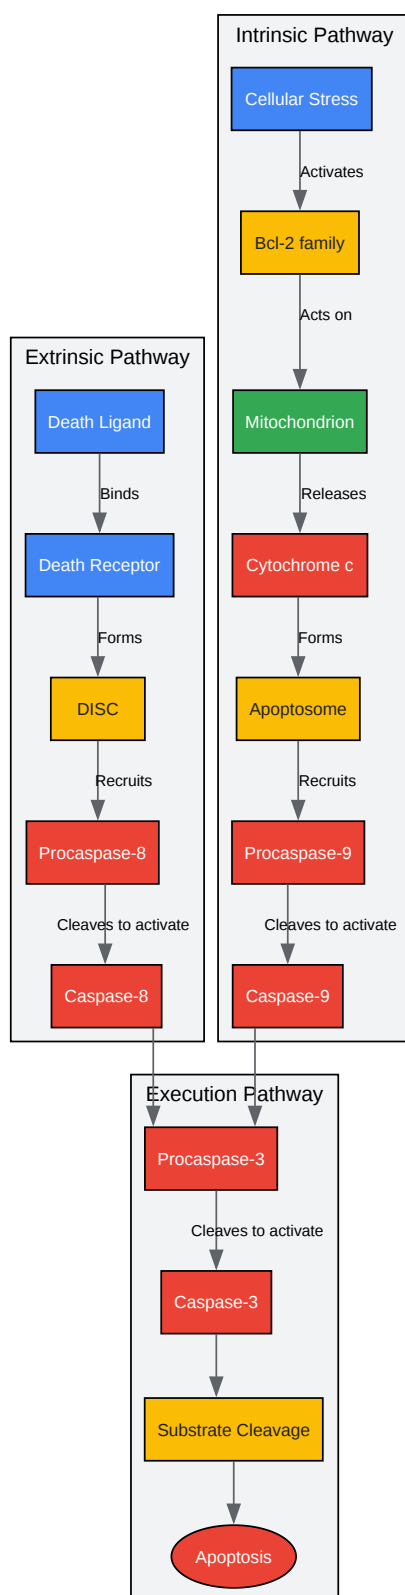 Intrinsic Pathway
Cellular Stress
Activates
Bcl-2 family
Acts on
Mitochondrion
Releases
Cytochrome c
Forms
Apoptosome
Recruits
Procaspase-9
Cleaves to activate
Caspase-9
Extrinsic Pathway
Death Ligand
Binds
Death Receptor
Forms
DISC
Recruits
Procaspase-8
Cleaves to activate
Caspase-8
Execution Pathway
Procaspase-3
Cleaves to activate
Caspase-3
Substrate Cleavage
Apoptosis